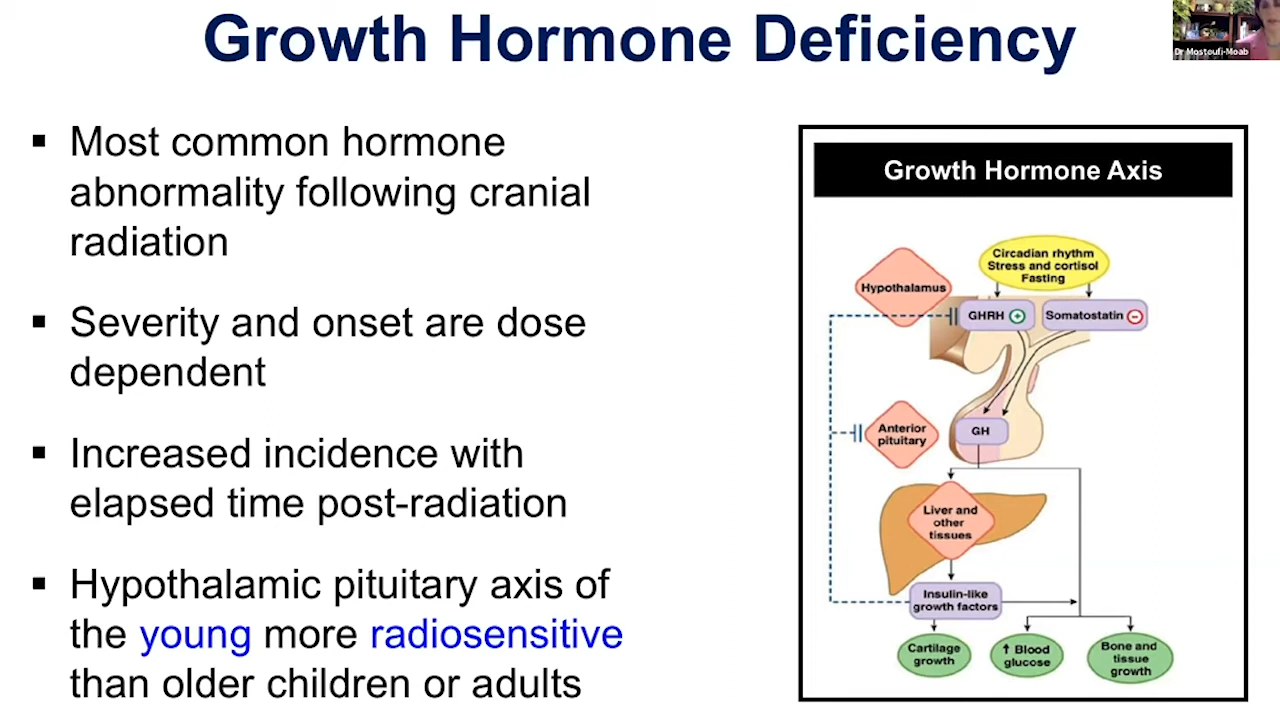 Growth Hormone Deficiency
Dr Mostoufi-Moab
▪ Most common hormone
abnormality following cranial
radiation
▪ Severity and onset are dose
dependent
▪ Increased incidence with
elapsed time post-radiation
▪ Hypothalamic pituitary axis of
the young more radiosensitive
than older children or adults
Growth Hormone Axis
Circadian rhythm
Stress and cortisol
Fasting
Hypothalamus
GHRH +
Somatostatin −
Anterior
pituitary
GH
Liver and
other
tissues
Insulin-like
growth factors
Cartilage
growth
↑ Blood
glucose
Bone and
tissue
growth